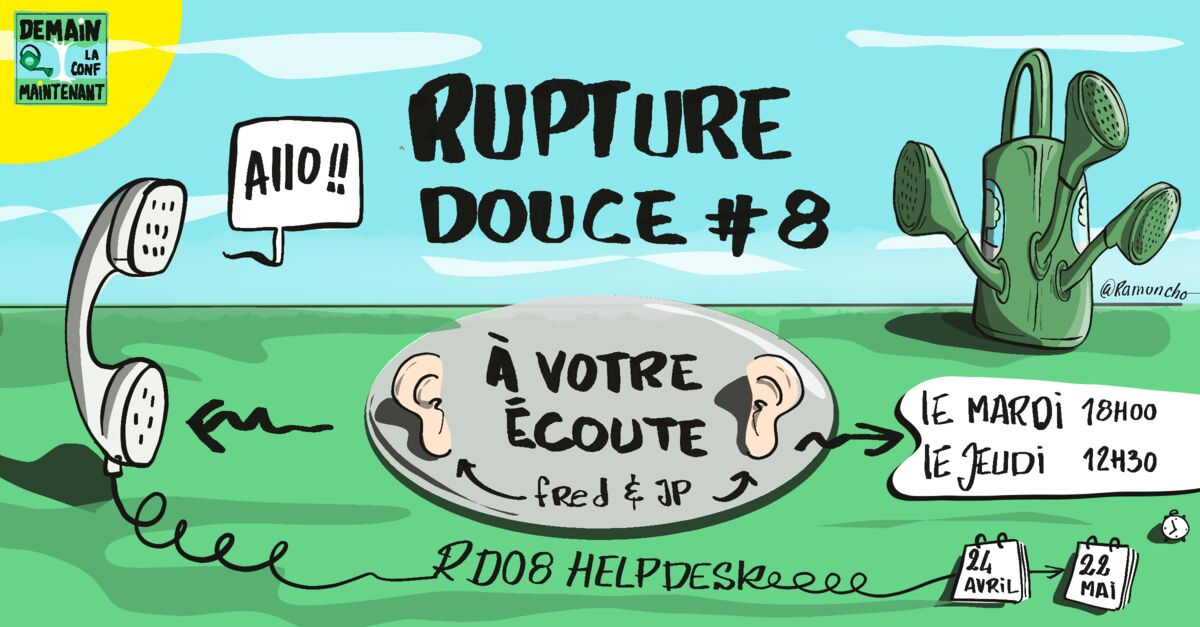 DEMAIN
LA
CONF
MAINTENANT
Allo !!
RUPTURE
DOUCE #8
@Ramuncho
À VOTRE
ÉCOUTE
fred & JP
LE MARDI 18H00
LE JEUDI 12H30
RD08 HELPDESK
24
AVRIL
22
MAI